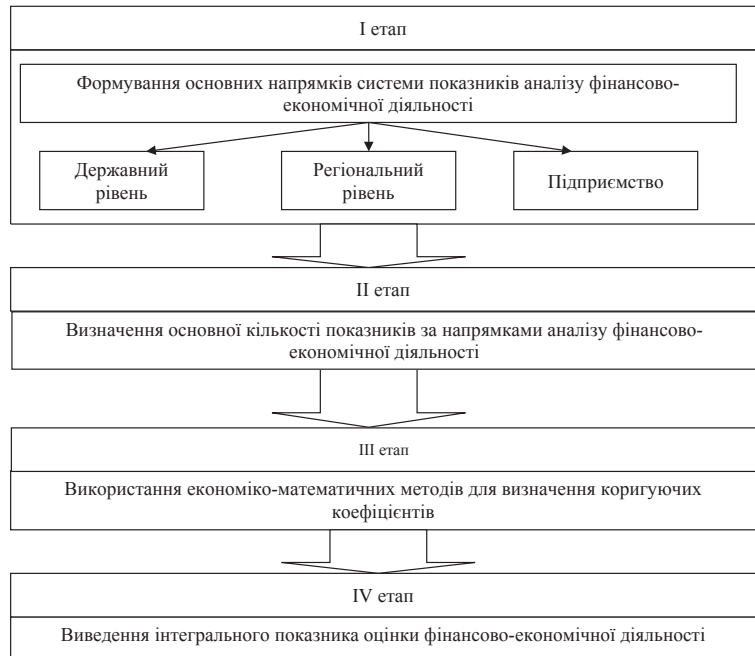 I етап
Формування основних напрямків системи показників аналізу фінансово-
економічної діяльності
Державний
рівень
Регіональний
рівень
Підприємство
II етап
Визначення основної кількості показників за напрямками аналізу фінансово-
економічної діяльності
III етап
Використання економіко-математичних методів для визначення коригуючих
коефіцієнтів
IV етап
Виведення інтегрального показника оцінки фінансово-економічної діяльності